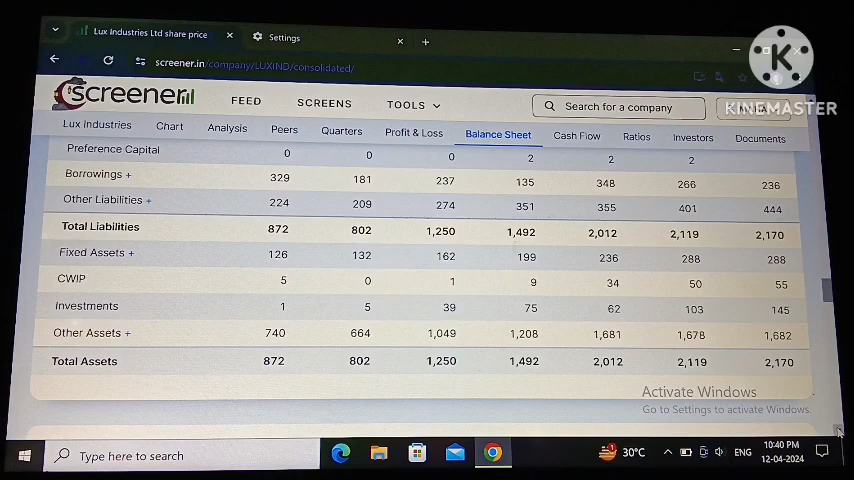 Lux Industries Ltd share price
Settings
screener.in/company/LUXIND/consolidated/
screener
FEED SCREENS TOOLS Search for a company
KINEMASTER
Lux Industries Chart Analysis Peers Quarters Profit & Loss Balance Sheet Cash Flow Ratios Investors Documents
Preference Capital 0 0 0 2 2 2
Borrowings + 329 181 237 135 348 266 236
Other Liabilities + 224 209 274 351 355 401 444
Total Liabilities 872 802 1,250 1,492 2,012 2,119 2,170
Fixed Assets + 126 132 162 199 236 288 288
CWIP 5 0 1 9 34 50 55
Investments 1 5 39 75 62 103 145
Other Assets + 740 664 1,049 1,208 1,681 1,678 1,682
Total Assets 872 802 1,250 1,492 2,012 2,119 2,170
Activate Windows
Go to Settings to activate Windows.
Type here to search
1
30°C
ENG
10:40 PM
12-04-2024